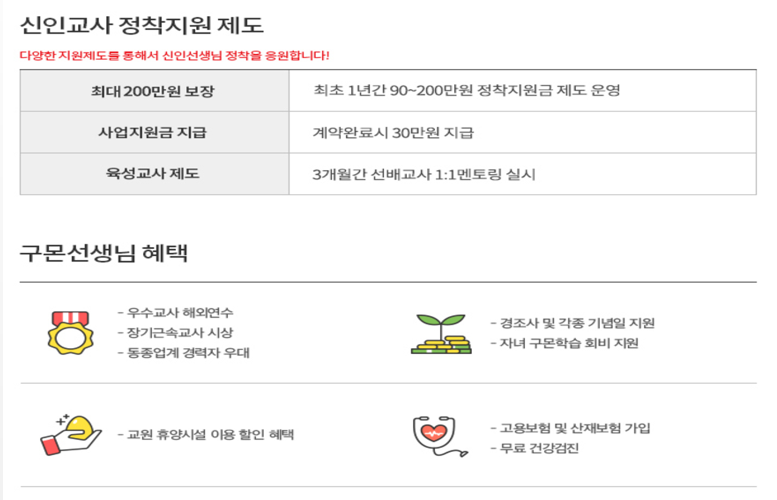 신인교사 정착지원 제도
다양한 지원제도를 통해서 신인선생님 정착을 응원합니다!
최대 200만원 보장
최초 1년간 90~200만원 정착지원금 제도 운영
사업지원금 지급
계약완료시 30만원 지급
육성교사 제도
3개월간 선배교사 1:1멘토링 실시
구몬선생님 혜택
- 우수교사 해외연수
- 장기근속교사 시상
- 동종업계 경력자 우대
- 경조사 및 각종 기념일 지원
- 자녀 구몬학습 회비 지원
- 교원 휴양시설 이용 할인 혜택
- 고용보험 및 산재보험 가입
- 무료 건강검진